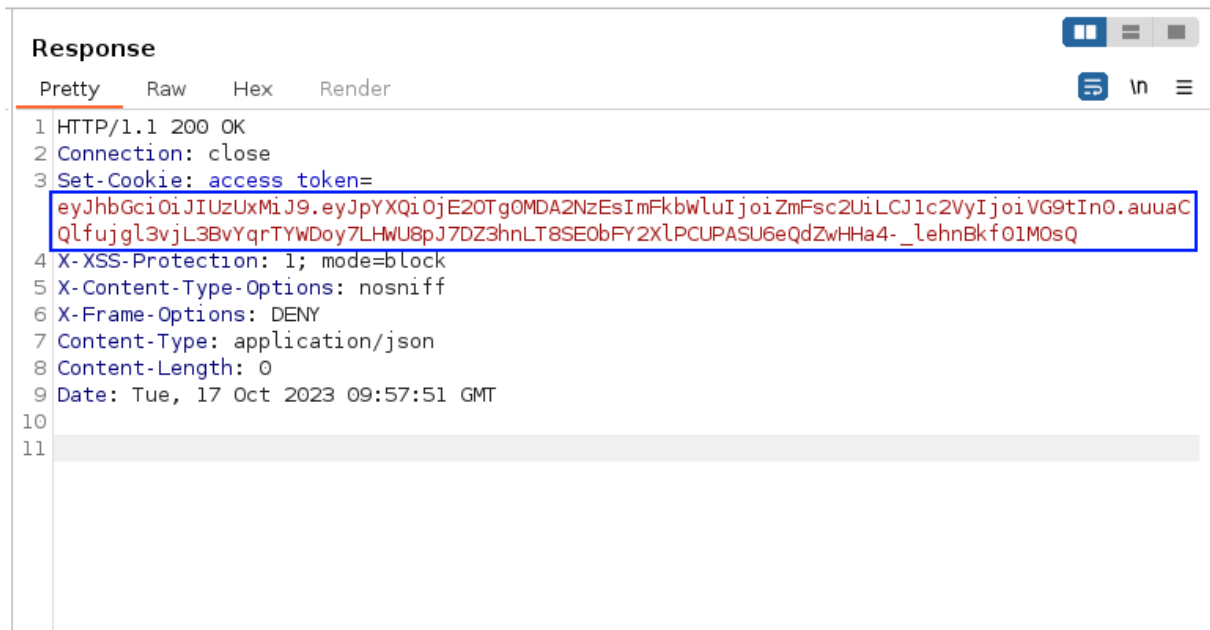 Response
Pretty Raw Hex Render \n
1 HTTP/1.1 200 OK
2 Connection: close
3 Set-Cookie: access_token=
eyJhbGciOiJIUzUxMiJ9.eyJpYXQiOjE2OTg0MDA2NzEsImFkbWluIjoiZmFsc2UiLCJ1c2VyIjoiVG9tIn0.auuaC
Qlfujgl3vjL3BvYqrTYWDoy7LHWU8pJ7DZ3hnLT8SE0bFY2XlPCUPASU6eQdZwHHa4-_lehnBkf01MOsQ
4 X-XSS-Protection: 1; mode=block
5 X-Content-Type-Options: nosniff
6 X-Frame-Options: DENY
7 Content-Type: application/json
8 Content-Length: 0
9 Date: Tue, 17 Oct 2023 09:57:51 GMT
10
11